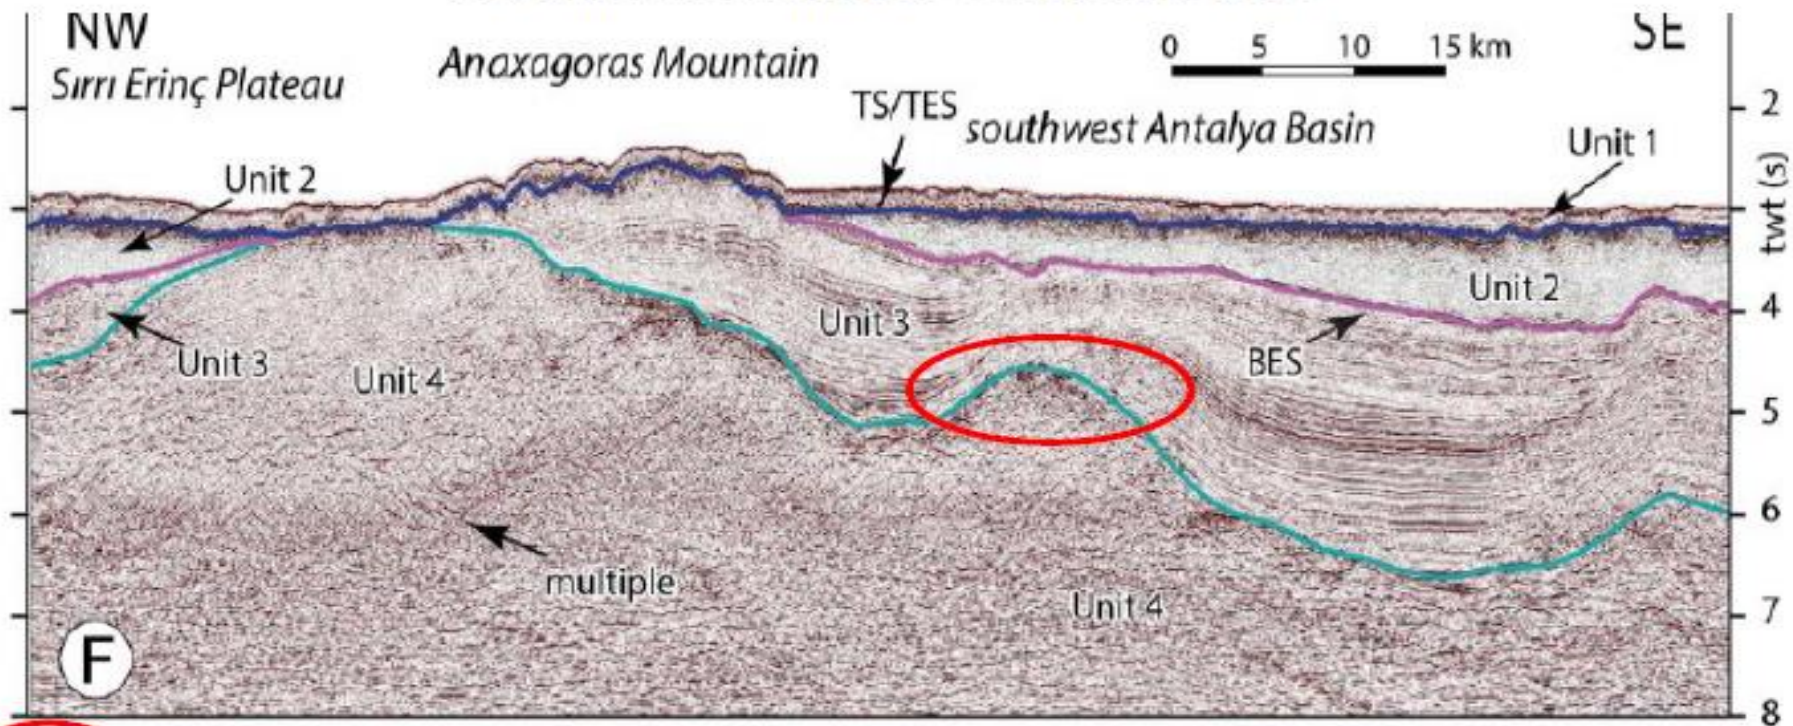 NW
SE
Sırrı Erinç Plateau
Anaxagoras Mountain
0 5 10 15 km
TS/TES
southwest Antalya Basin
Unit 1
2
Unit 2
twt (s)
Unit 2
4
Unit 3
BES
Unit 3
Unit 4
5
6
multiple
Unit 4
7
F
8